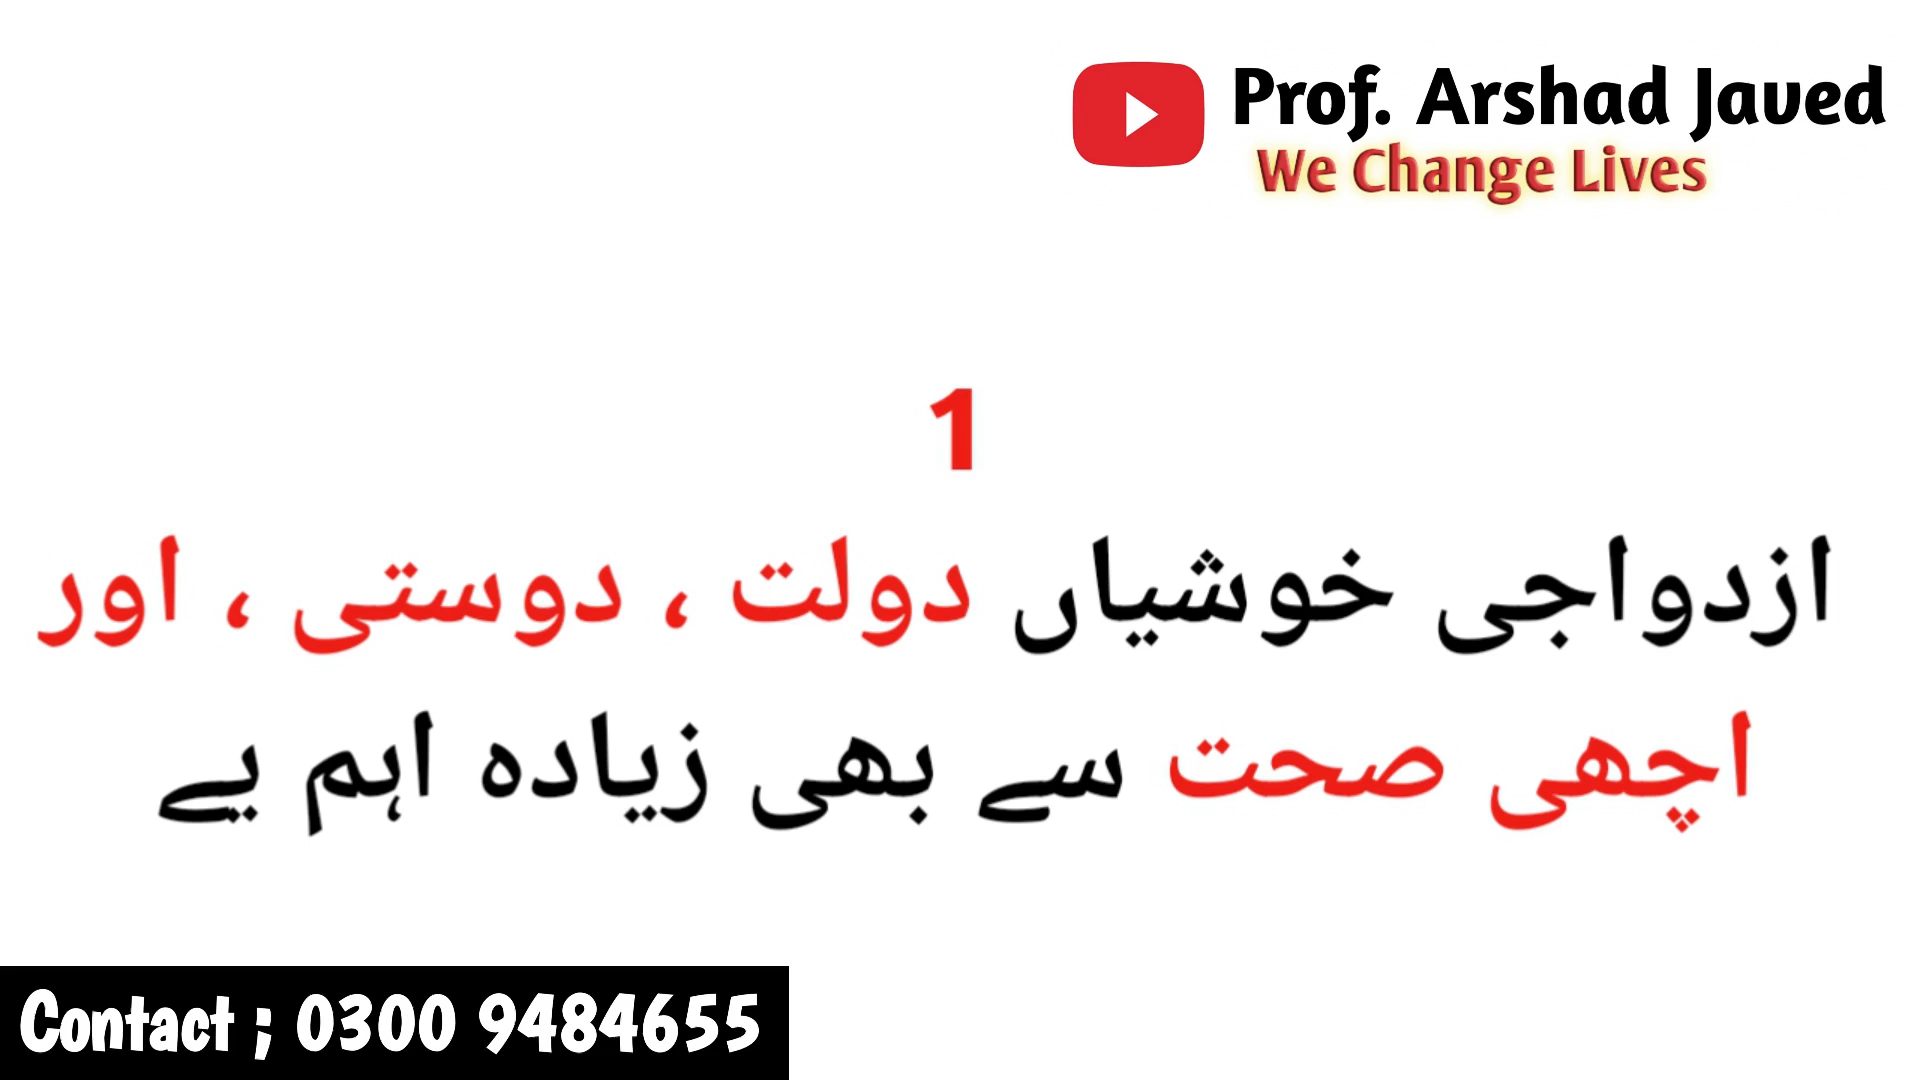 Prof. Arshad Javed
We Change Lives
1
ازدواجی خوشیاں دولت ، دوستی ، اور
اچھی صحت سے بھی زیادہ اہم یے
Contact ; 0300 9484655